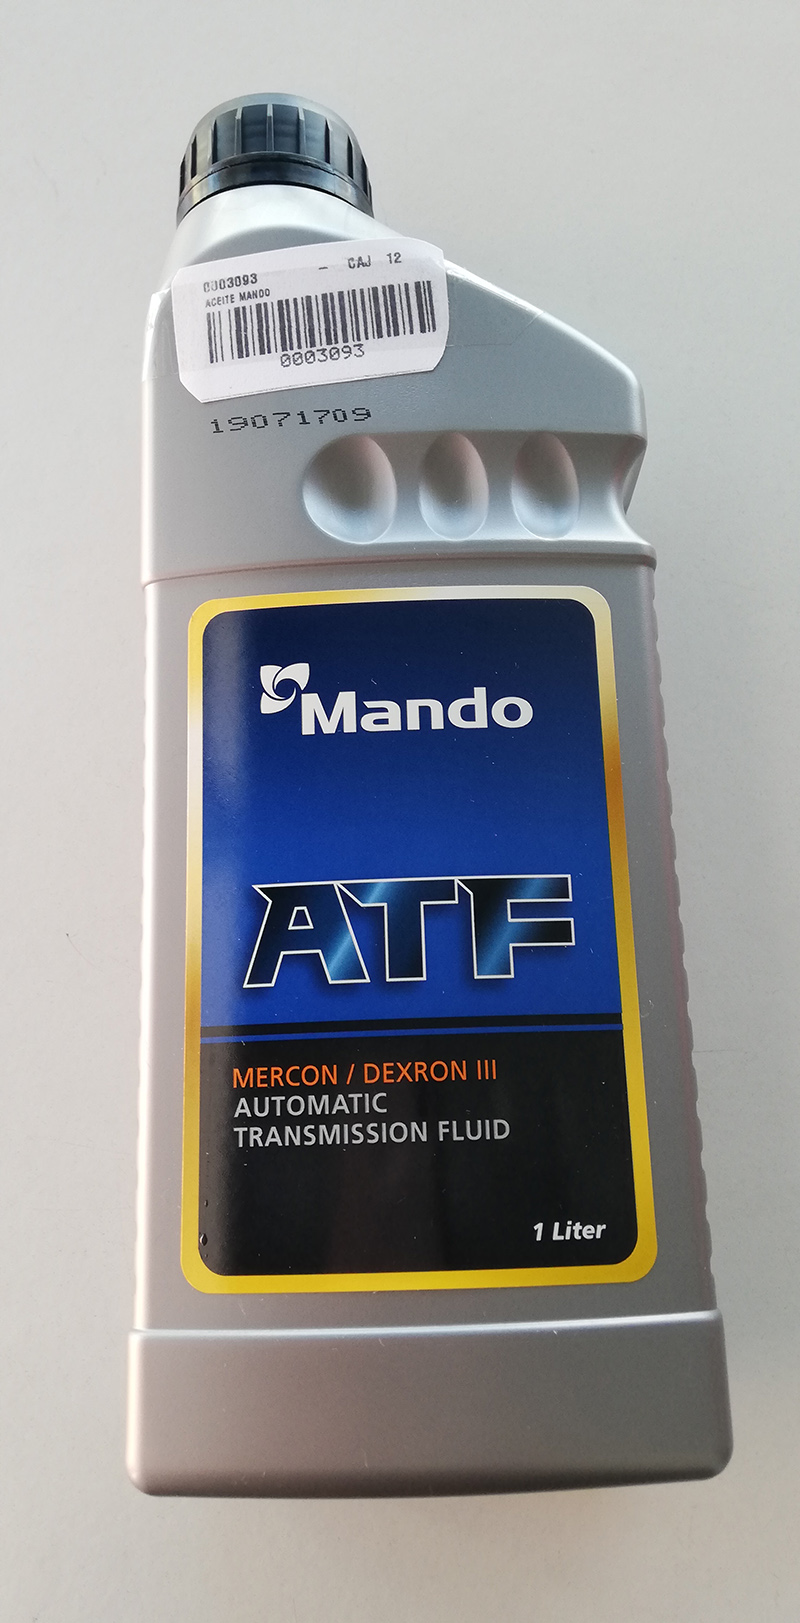 0003093 – CAJ 12
ACEITE MANDO
0003093
19071709
Mando
ATF
MERCON / DEXRON III
AUTOMATIC
TRANSMISSION FLUID
1 Liter